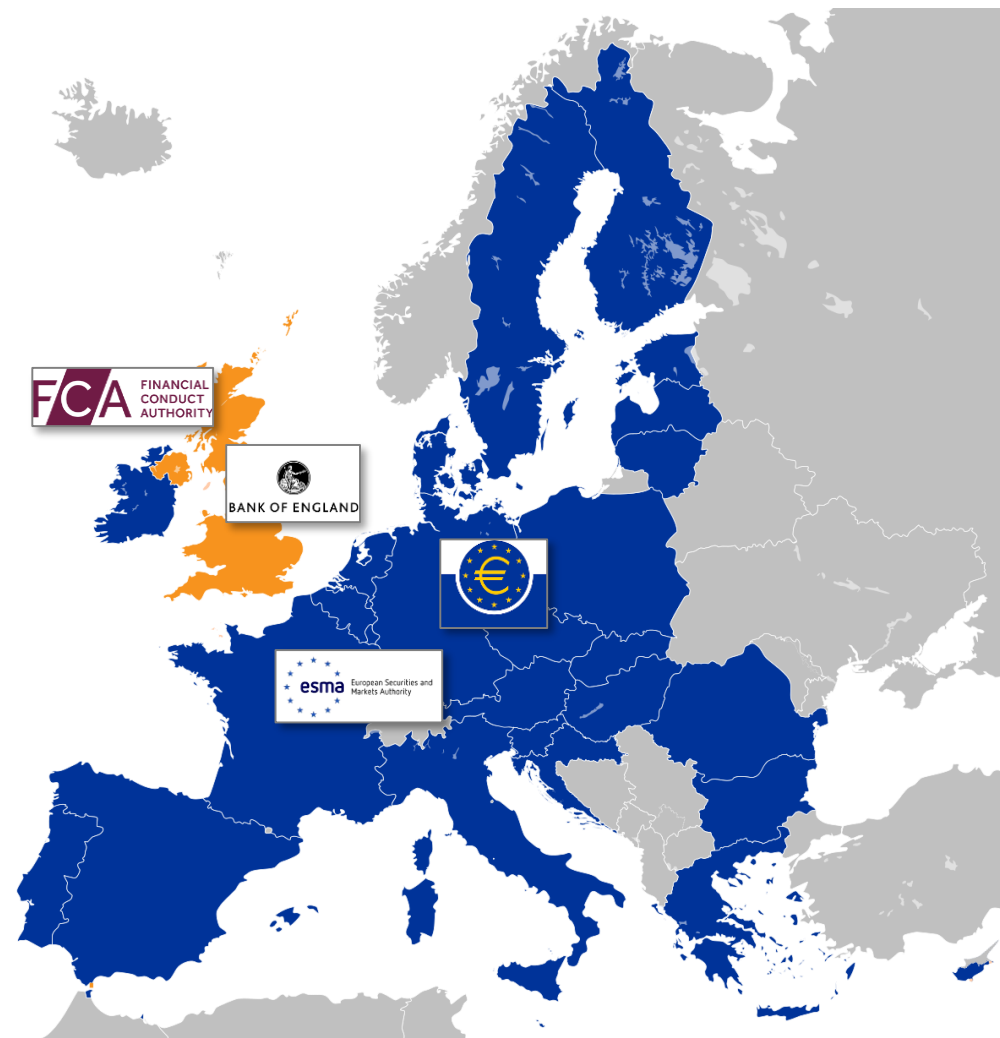 FCA
FINANCIAL
CONDUCT
AUTHORITY
BANK OF ENGLAND
€
esma
European Securities and
Markets Authority